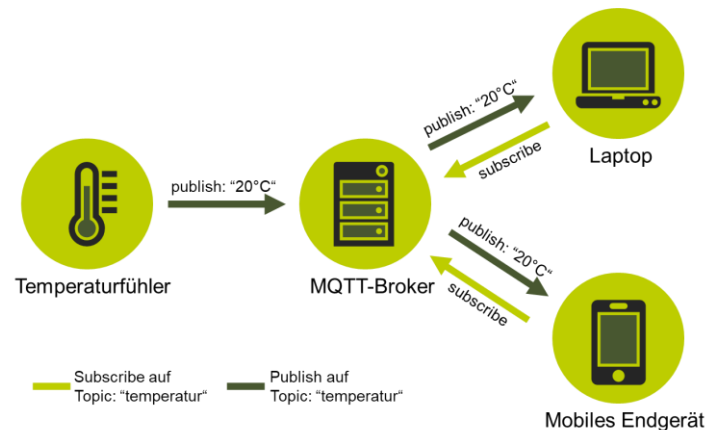 publish: “20°C“
Laptop
subscribe
publish: “20°C“
Temperaturfühler
MQTT-Broker
publish: “20°C“
subscribe
Subscribe auf
Topic: “temperatur“
Publish auf
Topic: “temperatur“
Mobiles Endgerät